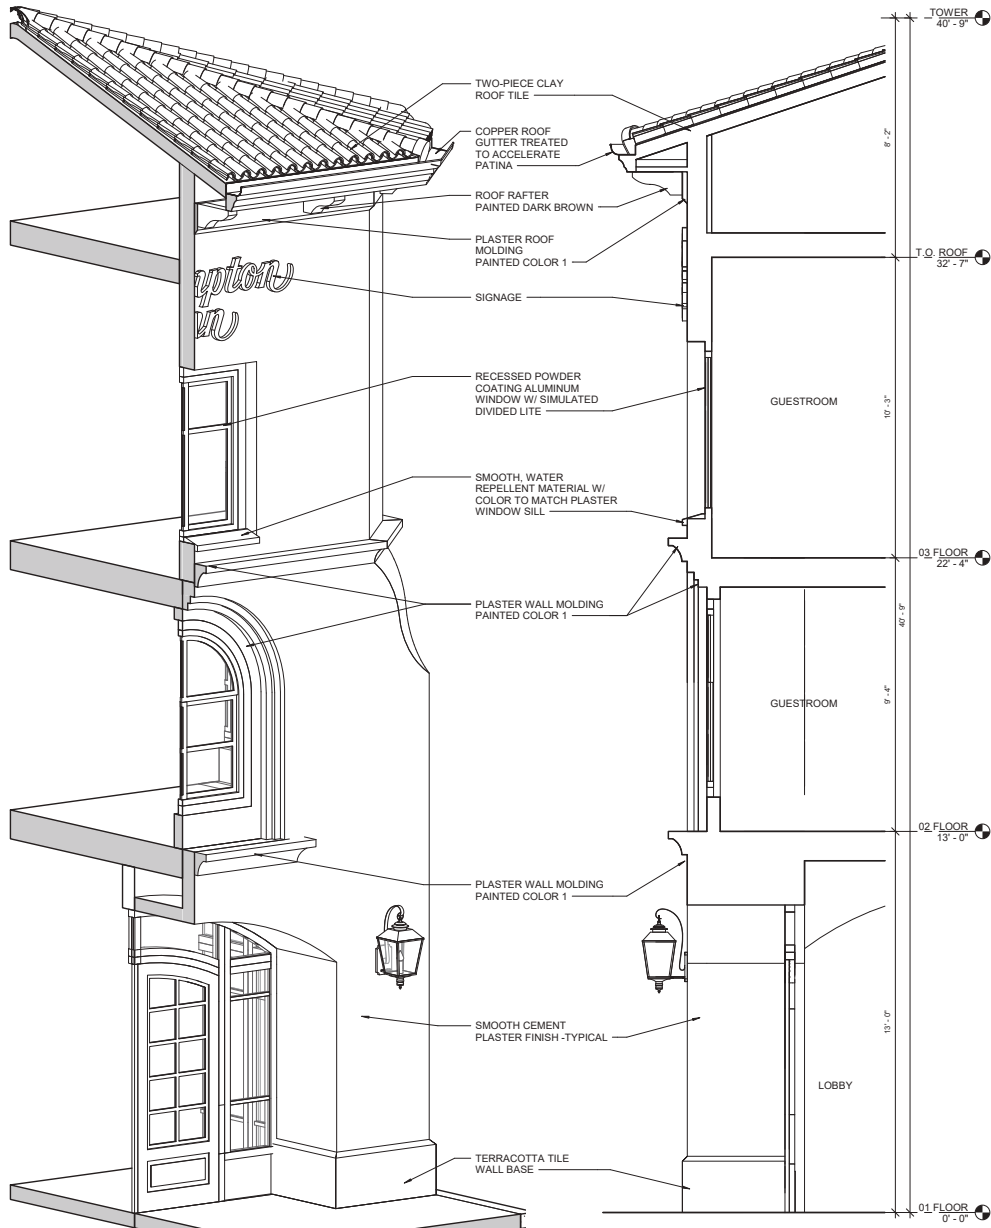 TOWER
40' - 9"
TWO-PIECE CLAY
ROOF TILE
COPPER ROOF
GUTTER TREATED
TO ACCELERATE
PATINA
8' - 2"
ROOF RAFTER
PAINTED DARK BROWN
PLASTER ROOF
MOLDING
PAINTED COLOR 1
T.O. ROOF
32' - 7"
mpton
nn
SIGNAGE
RECESSED POWDER
COATING ALUMINUM
WINDOW W/ SIMULATED
DIVIDED LITE
GUESTROOM
10' - 3"
SMOOTH, WATER
REPELLENT MATERIAL W/
COLOR TO MATCH PLASTER
WINDOW SILL
03 FLOOR
22' - 4"
PLASTER WALL MOLDING
PAINTED COLOR 1
40' - 9"
GUESTROOM
9' - 4"
02 FLOOR
13' - 0"
PLASTER WALL MOLDING
PAINTED COLOR 1
SMOOTH CEMENT
PLASTER FINISH -TYPICAL
13' - 0"
LOBBY
TERRACOTTA TILE
WALL BASE
01 FLOOR
0' - 0"